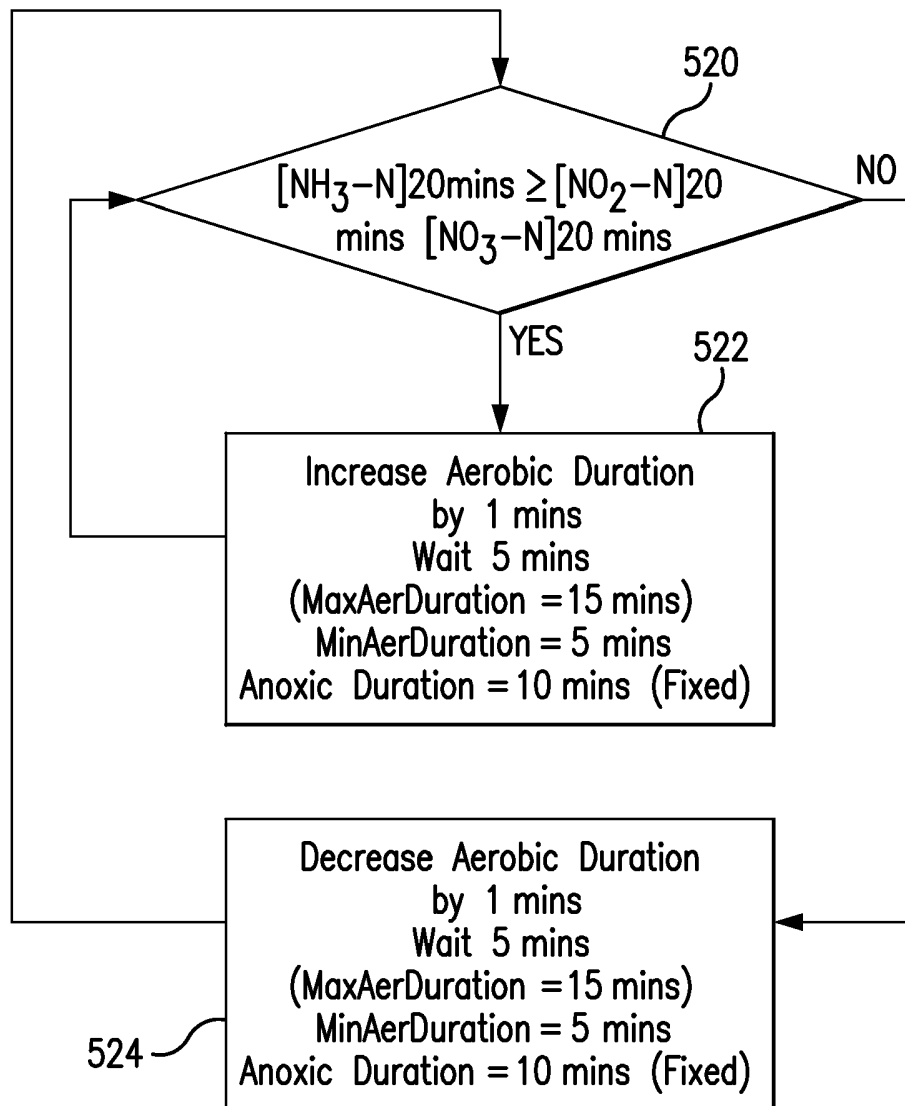 520
[NH₃–N]20mins ≥ [NO₂–N]20
mins [NO₃–N]20 mins
NO
YES
522
Increase Aerobic Duration
by 1 mins
Wait 5 mins
(MaxAerDuration = 15 mins)
MinAerDuration = 5 mins
Anoxic Duration = 10 mins (Fixed)
Decrease Aerobic Duration
by 1 mins
Wait 5 mins
(MaxAerDuration = 15 mins)
MinAerDuration = 5 mins
Anoxic Duration = 10 mins (Fixed)
524